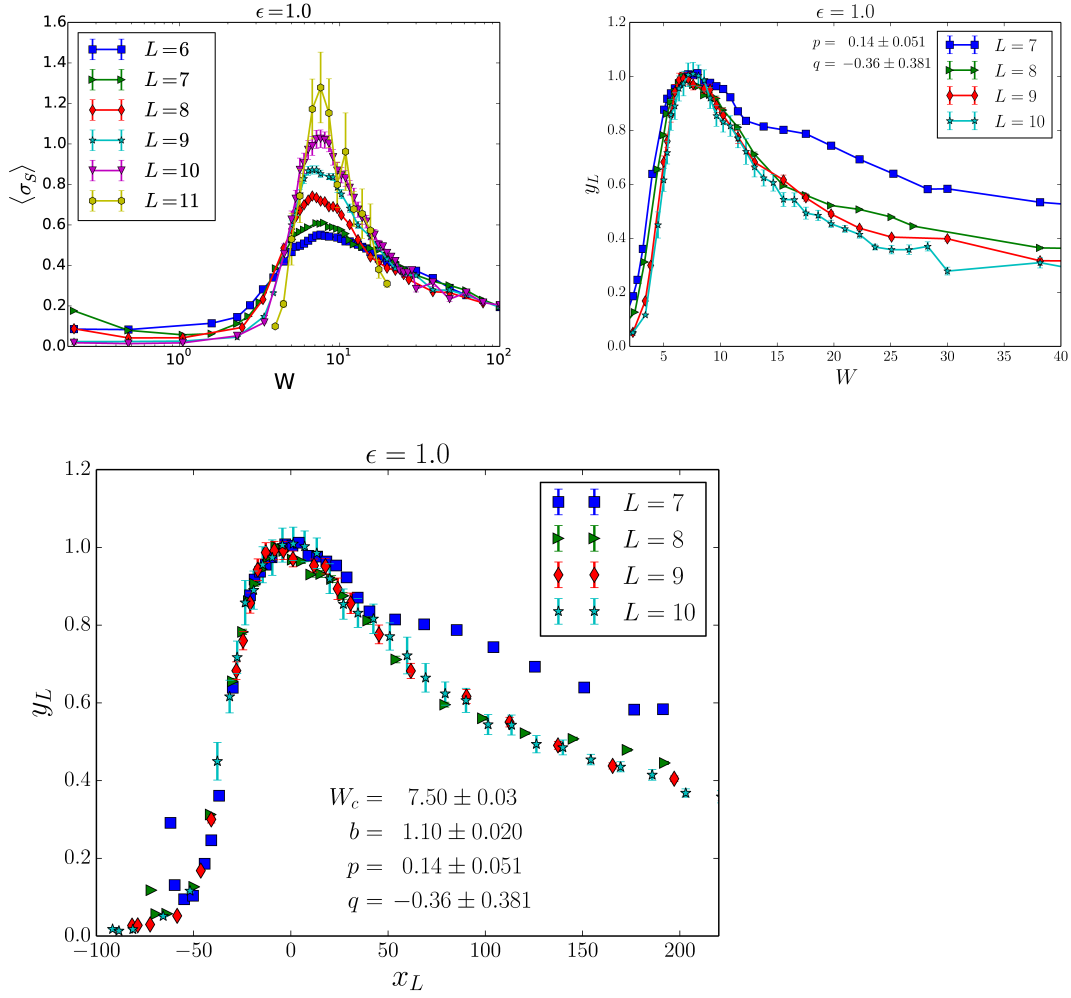 ϵ=1.0
1.6
1.4
1.2
1.0
0.8
0.6
0.4
0.2
0.0
⟨σ_S⟩
L=6
L=7
L=8
L=9
L=10
L=11
10^0 10^1 10^2
W
ϵ = 1.0
1.2
1.0
0.8
0.6
0.4
0.2
0.0
y_L
p = 0.14 ± 0.051
q = −0.36 ± 0.381
L = 7
L = 8
L = 9
L = 10
5 10 15 20 25 30 35 40
W
ϵ = 1.0
1.2
1.0
0.8
0.6
0.4
0.2
0.0
y_L
L = 7
L = 8
L = 9
L = 10
W_c = 7.50 ± 0.03
b = 1.10 ± 0.020
p = 0.14 ± 0.051
q = −0.36 ± 0.381
−100 −50 0 50 100 150 200
x_L